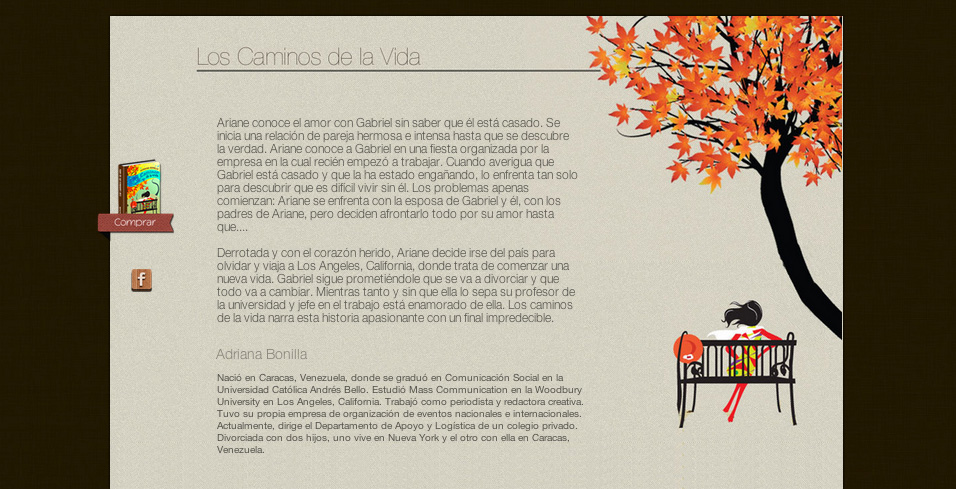 Los Caminos de la Vida
Ariane conoce el amor con Gabriel sin saber que él está casado. Se
inicia una relación de pareja hermosa e intensa hasta que se descubre
la verdad. Ariane conoce a Gabriel en una fiesta organizada por la
empresa en la cual recién empezó a trabajar. Cuando averigua que
Gabriel está casado y que la ha estado engañando, lo enfrenta tan solo
para descubrir que es difícil vivir sin él. Los problemas apenas
comienzan: Ariane se enfrenta con la esposa de Gabriel y él, con los
padres de Ariane, pero deciden afrontarlo todo por su amor hasta
que....
Derrotada y con el corazón herido, Ariane decide irse del país para
olvidar y viaja a Los Angeles, California, donde trata de comenzar una
nueva vida. Gabriel sigue prometiéndole que se va a divorciar y que
todo va a cambiar. Mientras tanto y sin que ella lo sepa su profesor de
la universidad y jefe en el trabajo está enamorado de ella. Los caminos
de la vida narra esta historia apasionante con un final impredecible.
Comprar
f
Adriana Bonilla
Nació en Caracas, Venezuela, donde se graduó en Comunicación Social en la
Universidad Católica Andrés Bello. Estudió Mass Communication en la Woodbury
University en Los Angeles, California. Trabajó como periodista y redactora creativa.
Tuvo su propia empresa de organización de eventos nacionales e internacionales.
Actualmente, dirige el Departamento de Apoyo y Logística de un colegio privado.
Divorciada con dos hijos, uno vive en Nueva York y el otro con ella en Caracas,
Venezuela.